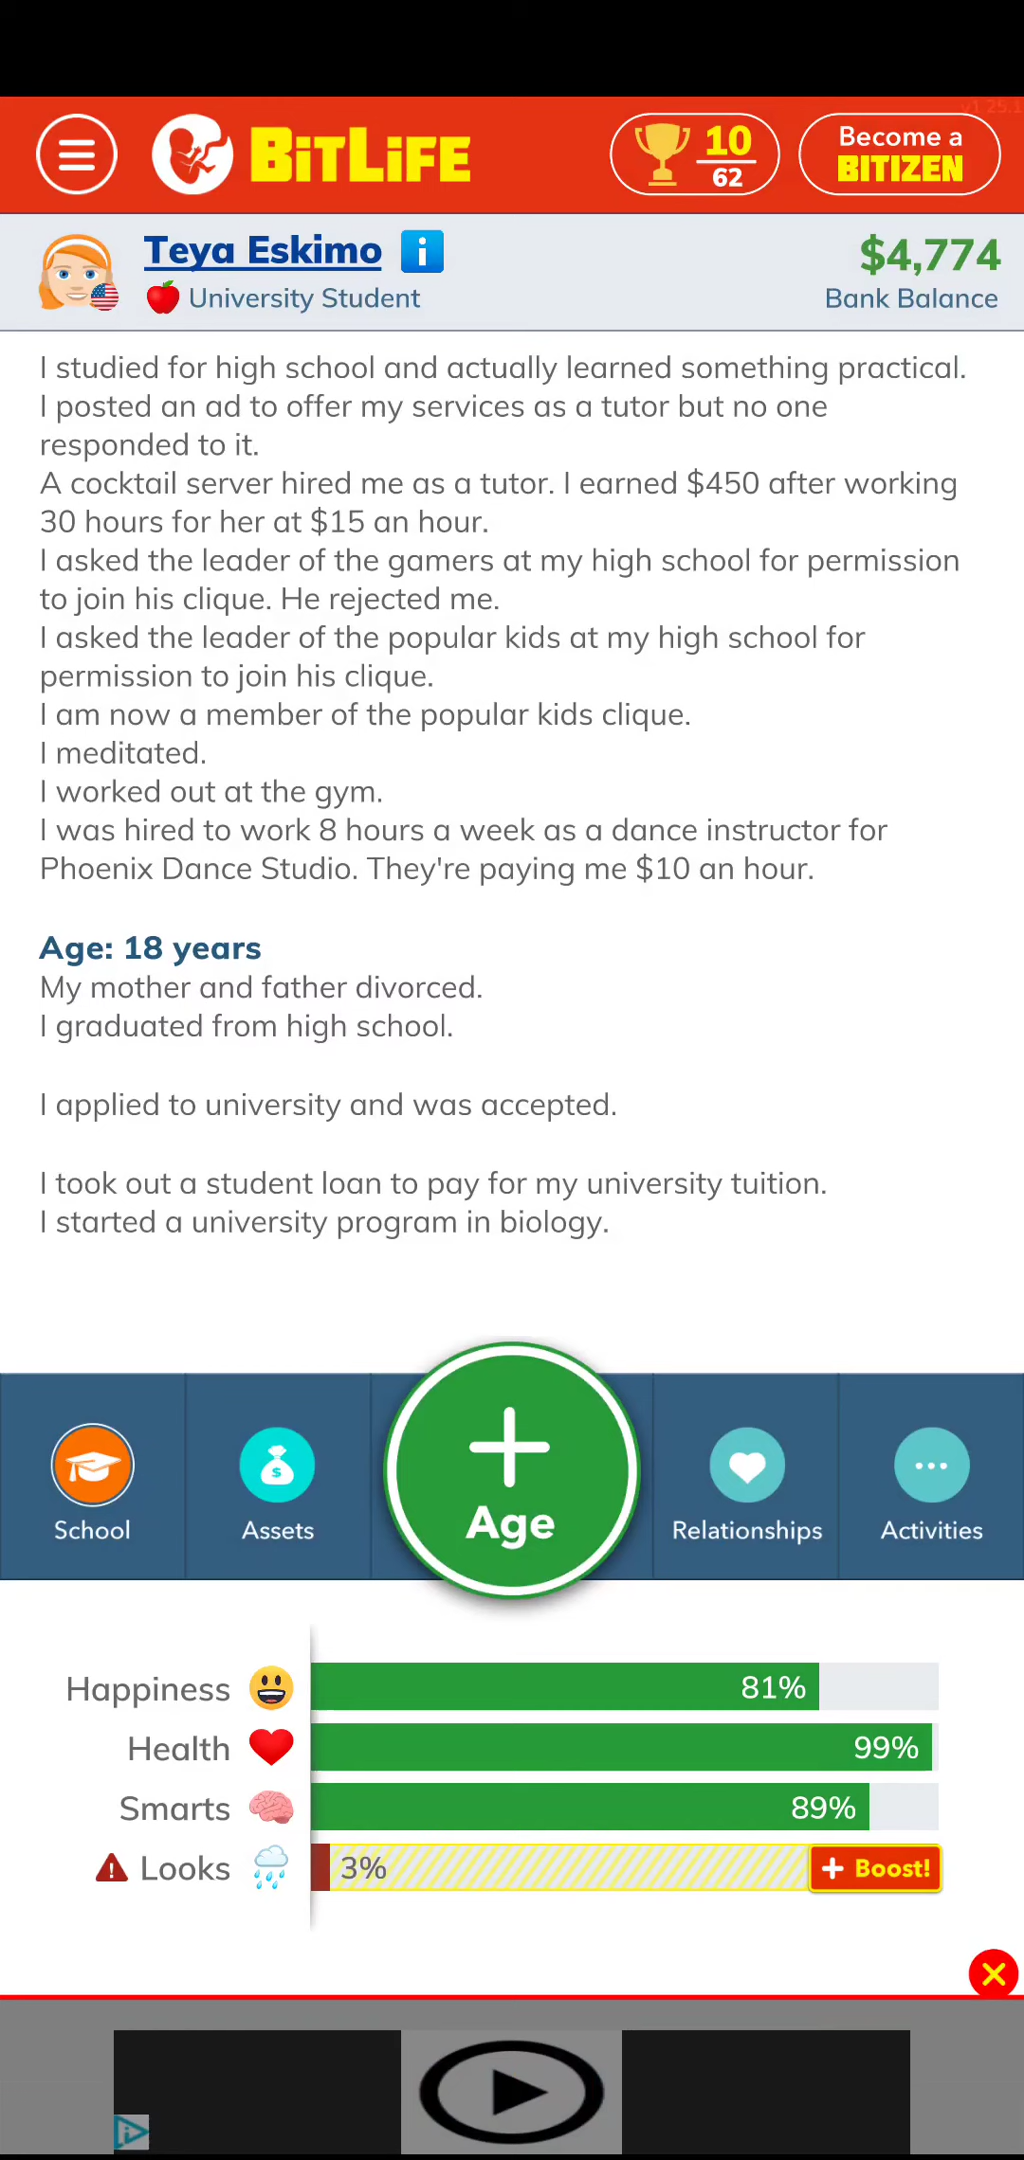 v1.25.1
BiTLiFE
10
62
Become a
BITIZEN
Teya Eskimo
$4,774
University Student
Bank Balance
I studied for high school and actually learned something practical.
I posted an ad to offer my services as a tutor but no one
responded to it.
A cocktail server hired me as a tutor. I earned $450 after working
30 hours for her at $15 an hour.
I asked the leader of the gamers at my high school for permission
to join his clique. He rejected me.
I asked the leader of the popular kids at my high school for
permission to join his clique.
I am now a member of the popular kids clique.
I meditated.
I worked out at the gym.
I was hired to work 8 hours a week as a dance instructor for
Phoenix Dance Studio. They're paying me $10 an hour.
Age: 18 years
My mother and father divorced.
I graduated from high school.
I applied to university and was accepted.
I took out a student loan to pay for my university tuition.
I started a university program in biology.
School
Assets
Age
Relationships
Activities
Happiness 81%
Health 99%
Smarts 89%
Looks 3% + Boost!